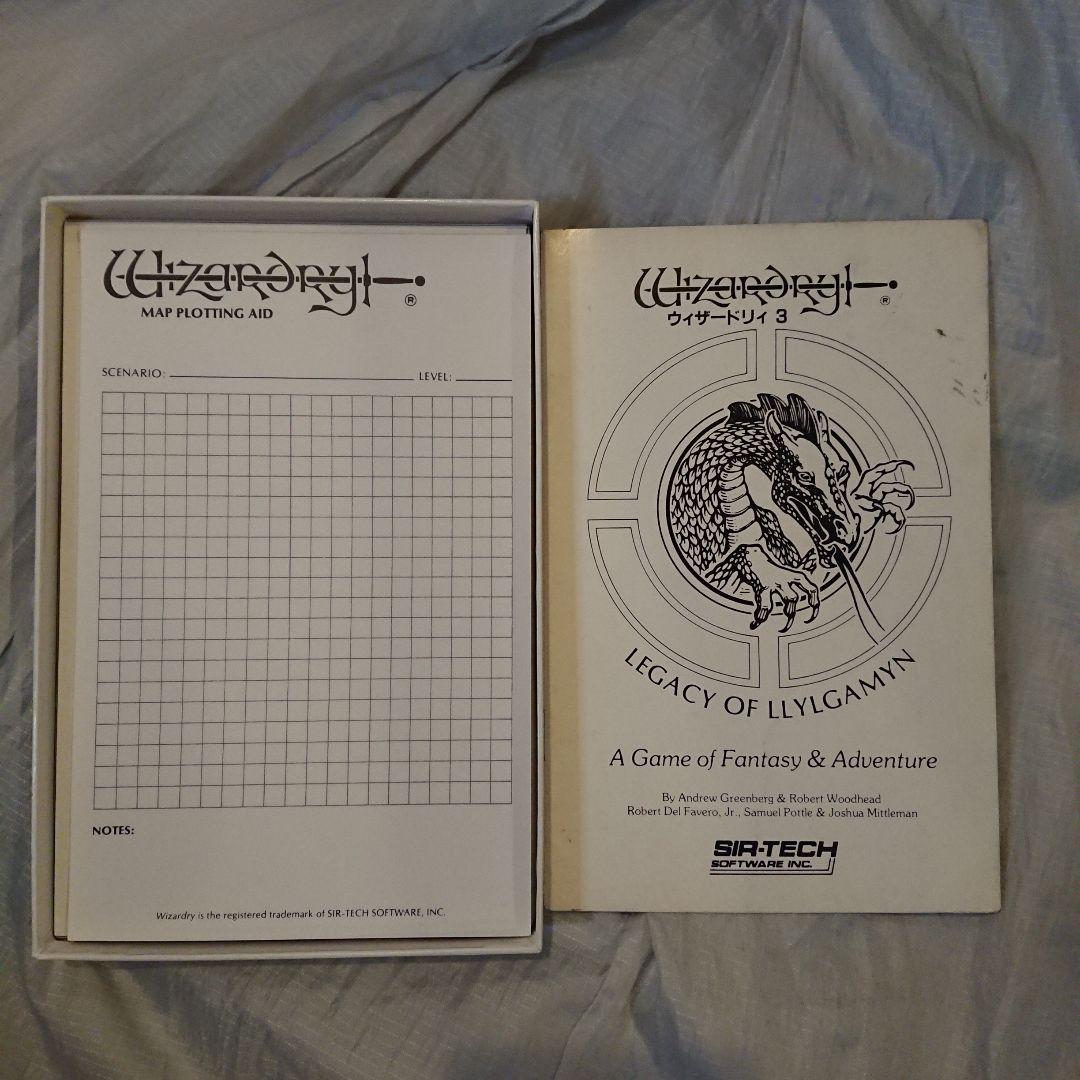 Wizardry ®
MAP PLOTTING AID
SCENARIO: LEVEL:
NOTES:
Wizardry is the registered trademark of SIR-TECH SOFTWARE, INC.
Wizardry ®
ウィザードリィ 3
LEGACY OF LLYLGAMYN
A Game of Fantasy & Adventure
By Andrew Greenberg & Robert Woodhead
Robert Del Favero, Jr., Samuel Pottle & Joshua Mittleman
SIR-TECH
SOFTWARE INC.